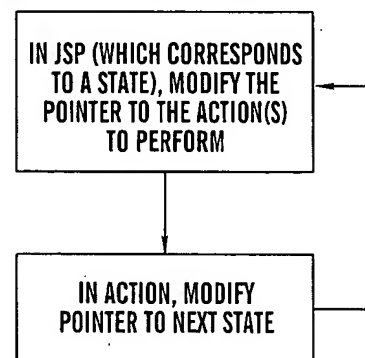 IN JSP (WHICH CORRESPONDS
TO A STATE), MODIFY THE
POINTER TO THE ACTION(S)
TO PERFORM
IN ACTION, MODIFY
POINTER TO NEXT STATE